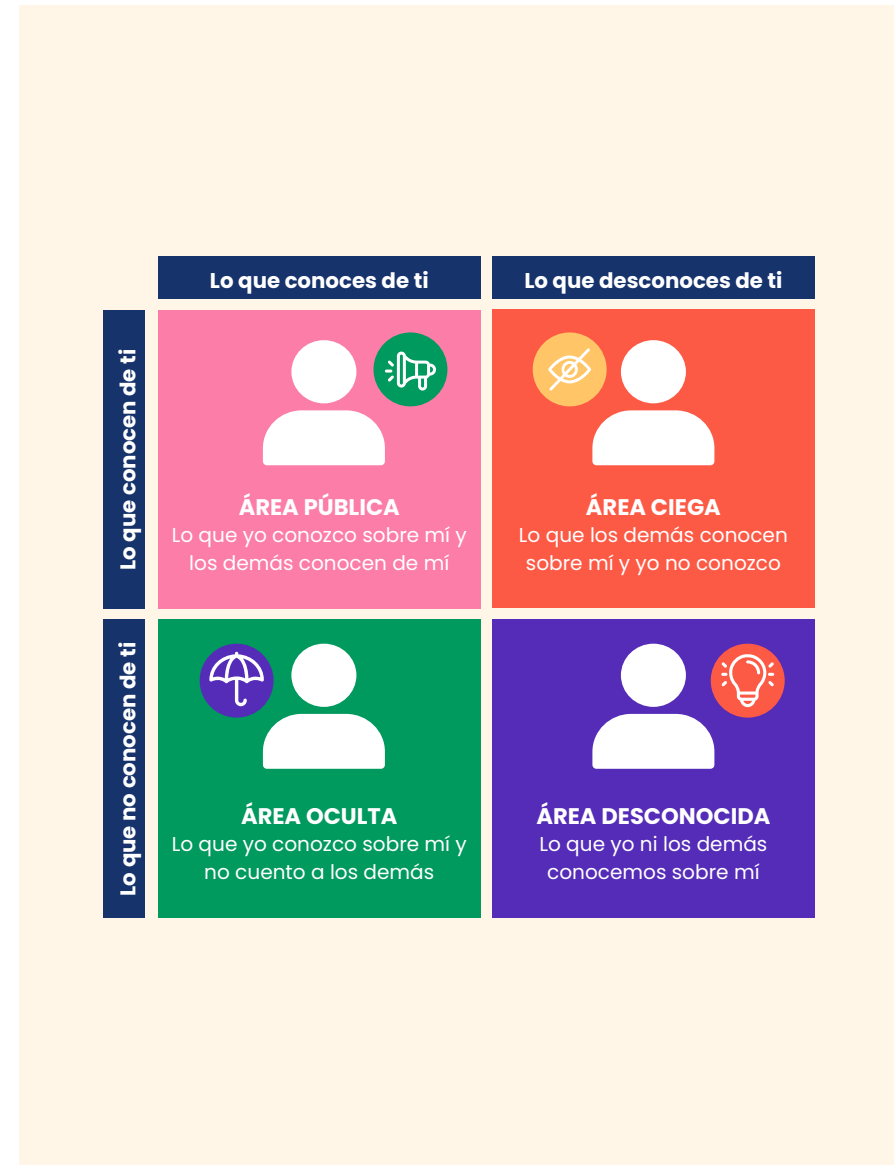 Lo que conoces de ti
Lo que desconoces de ti
Lo que conocen de ti
ÁREA PÚBLICA
Lo que yo conozco sobre mí y
los demás conocen de mí
ÁREA CIEGA
Lo que los demás conocen
sobre mí y yo no conozco
Lo que no conocen de ti
ÁREA OCULTA
Lo que yo conozco sobre mí y
no cuento a los demás
ÁREA DESCONOCIDA
Lo que yo ni los demás
conocemos sobre mí